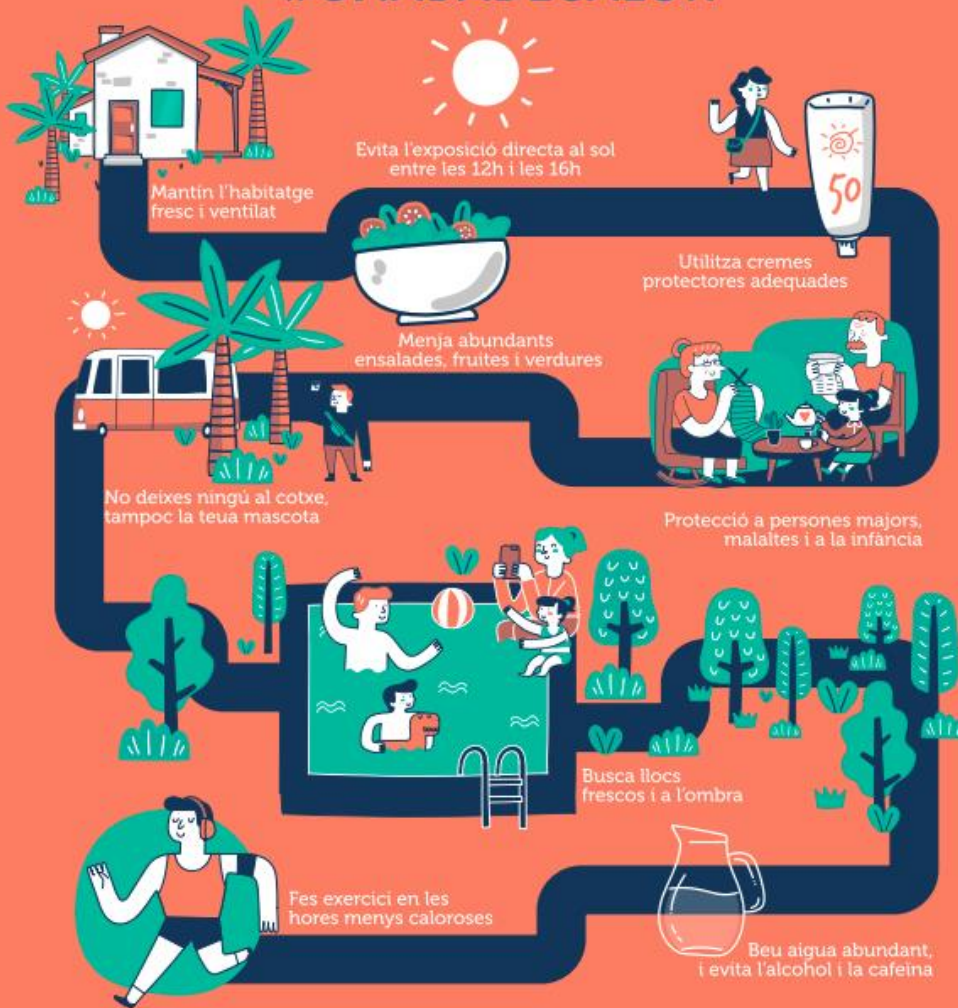 Evita l'exposició directa al sol
entre les 12h i les 16h
Mantín l'habitatge
fresc i ventilat
50
Utilitza cremes
protectores adequades
Menja abundants
ensalades, fruites i verdures
No deixes ningú al cotxe,
tampoc la teua mascota
Protecció a persones majors,
malaltes i a la infància
Busca llocs
frescos i a l'ombra
Fes exercici en les
hores menys caloroses
Beu aigua abundant,
i evita l'alcohol i la cafeïna